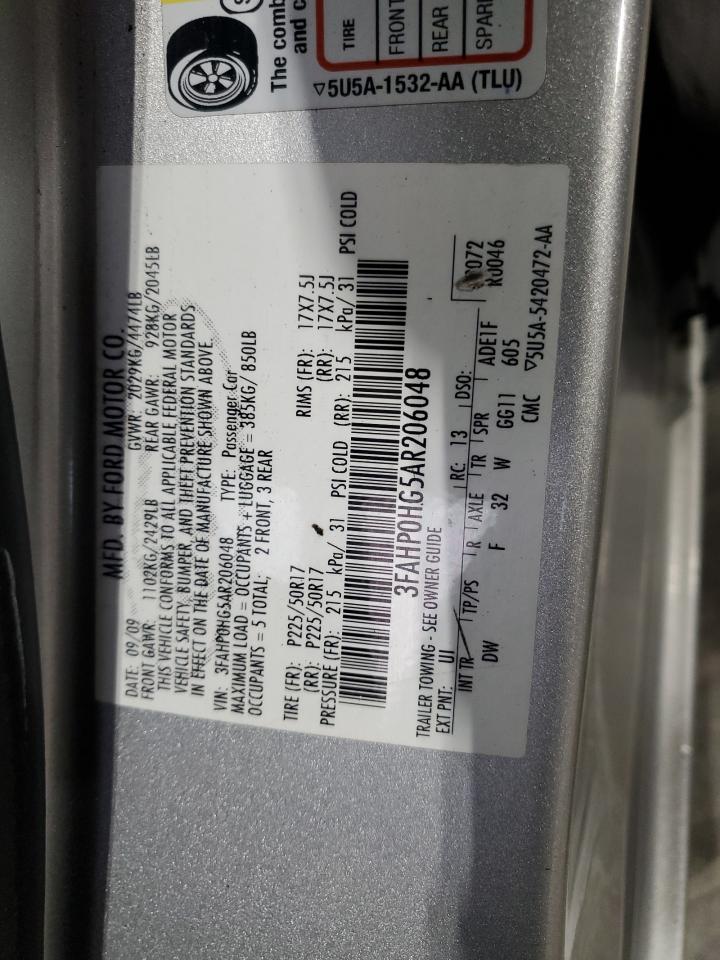 The comb
and c
TIRE
FRONT
REAR
SPAR
▽5U5A-1532-AA (TLU)
MFD. BY FORD MOTOR CO.
DATE: 09/09 GVWR: 2029KG/4474LB
FRONT GAWR: 1102KG/2429LB REAR GAWR: 928KG/2045LB
THIS VEHICLE CONFORMS TO ALL APPLICABLE FEDERAL MOTOR
VEHICLE SAFETY, BUMPER, AND THEFT PREVENTION STANDARDS
IN EFFECT ON THE DATE OF MANUFACTURE SHOWN ABOVE.
VIN: 3FAHP0HG5AR206048 TYPE: Passenger Car
MAXIMUM LOAD = OCCUPANTS + LUGGAGE = 385KG/ 850LB
OCCUPANTS = 5 TOTAL; 2 FRONT, 3 REAR
TIRE (FR): P225/50R17 RIMS (FR): 17X7.5J
(RR): P225/50R17 (RR): 17X7.5J
PRESSURE (FR): 215 kPa/ 31 PSI COLD (RR): 215 kPa/ 31 PSI COLD
3FAHP0HG5AR206048
TRAILER TOWING - SEE OWNER GUIDE
EXT PNT: UI RC: 13 DSO:
INT TR TP/PS R AXLE TR SPR ADE1F 072
DW F 32 W GG11 605 R0046
CMC ▽5U5A-5420472-AA